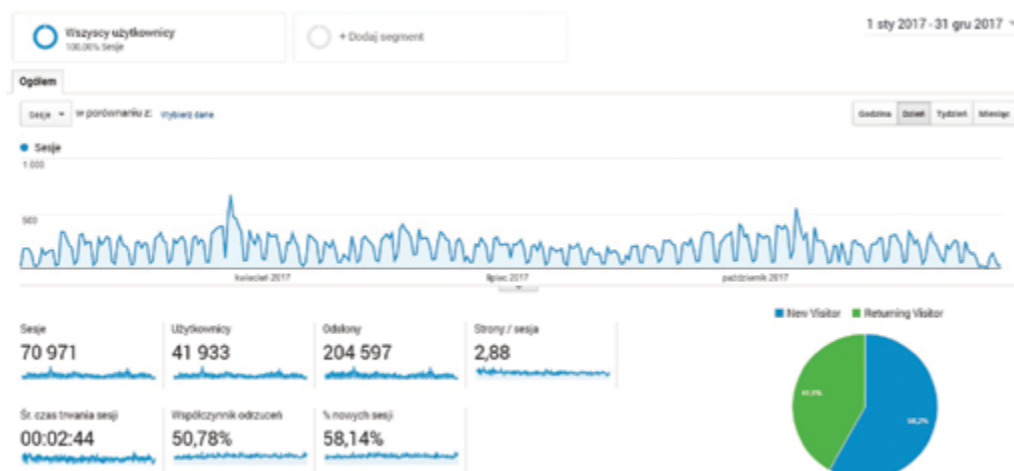 Wszyscy użytkownicy
100,00% Sesje
+ Dodaj segment
1 sty 2017 - 31 gru 2017
Ogółem
Sesje
w porównaniu z:
Wybierz dane
Godzina Dzień Tydzień Miesiąc
Sesje
1 000
500
kwiecień 2017
lipiec 2017
październik 2017
New Visitor Returning Visitor
Sesje
70 971
Użytkownicy
41 933
Odsłony
204 597
Strony / sesja
2,88
58,2%
Śr. czas trwania sesji
00:02:44
Współczynnik odrzuceń
50,78%
% nowych sesji
58,14%